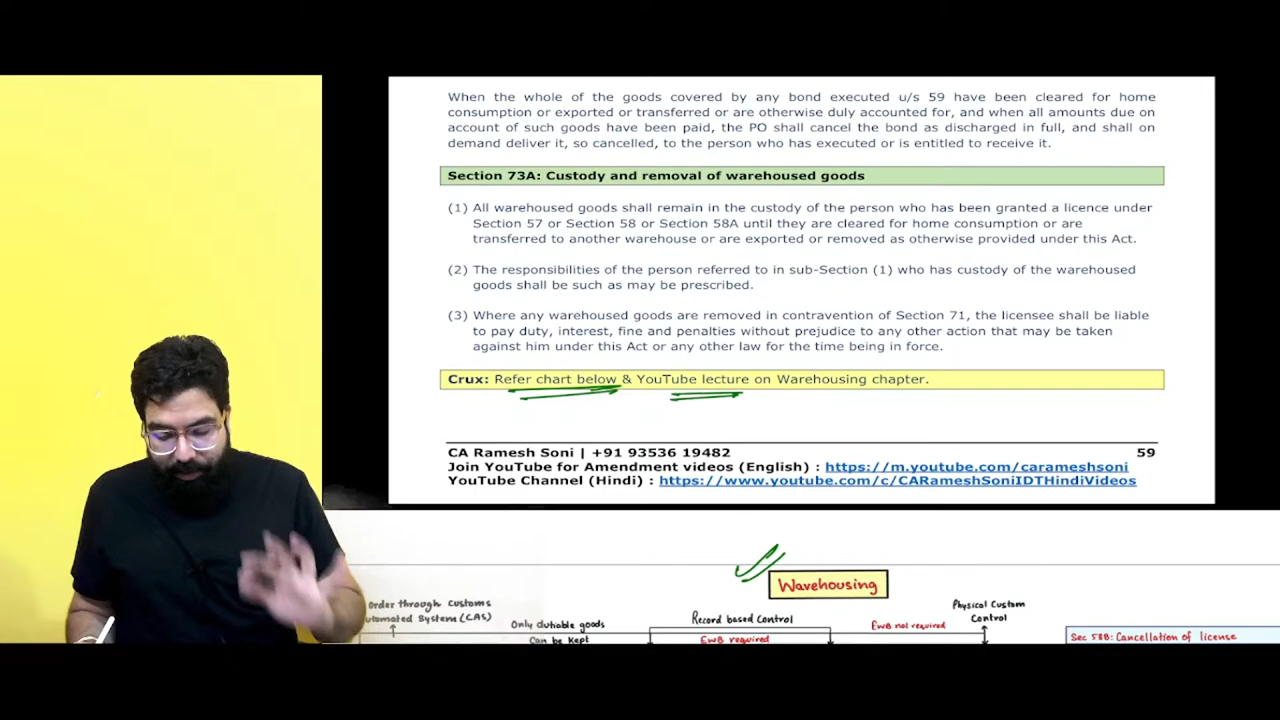 When the whole of the goods covered by any bond executed u/s 59 have been cleared for home
consumption or exported or transferred or are otherwise duly accounted for, and when all amounts due on
account of such goods have been paid, the PO shall cancel the bond as discharged in full, and shall on
demand deliver it, so cancelled, to the person who has executed or is entitled to receive it.
Section 73A: Custody and removal of warehoused goods
(1) All warehoused goods shall remain in the custody of the person who has been granted a licence under
Section 57 or Section 58 or Section 58A until they are cleared for home consumption or are
transferred to another warehouse or are exported or removed as otherwise provided under this Act.
(2) The responsibilities of the person referred to in sub-Section (1) who has custody of the warehoused
goods shall be such as may be prescribed.
(3) Where any warehoused goods are removed in contravention of Section 71, the licensee shall be liable
to pay duty, interest, fine and penalties without prejudice to any other action that may be taken
against him under this Act or any other law for the time being in force.
Crux: Refer chart below & YouTube lecture on Warehousing chapter.
CA Ramesh Soni | +91 93536 19482 59
Join YouTube for Amendment videos (English) : https://m.youtube.com/carameshsoni
YouTube Channel (Hindi) : https://www.youtube.com/c/CARameshSoniIDTHindiVideos
Warehousing
Order through Customs
Automated System (CAS)
Only dutiable goods
Can be Kept
Record based Control
EWB required
EWB not required
Physical Custom
Control
Sec 58B: Cancellation of license